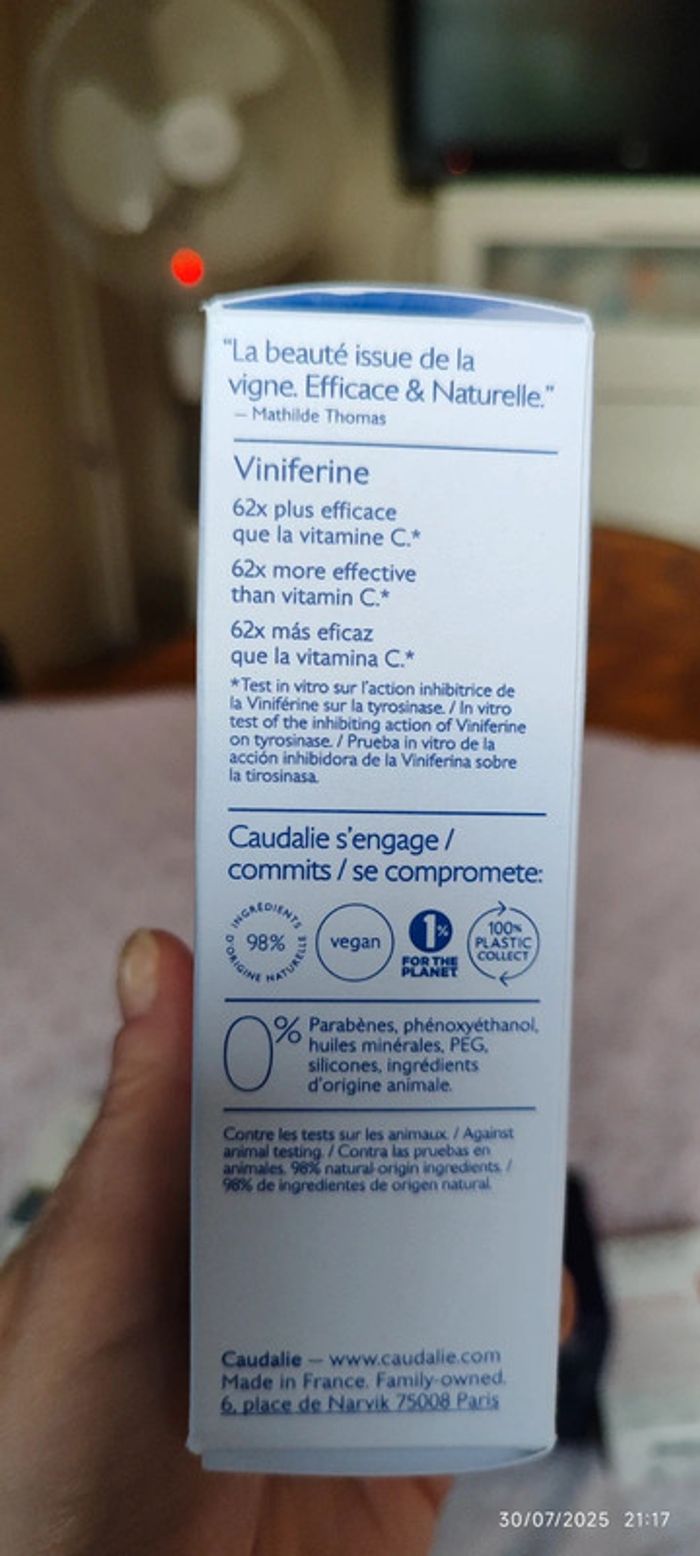 “La beauté issue de la
vigne. Efficace & Naturelle.”
— Mathilde Thomas
Viniferine
62x plus efficace
que la vitamine C.*
62x more effective
than vitamin C.*
62x más eficaz
que la vitamina C.*
*Test in vitro sur l'action inhibitrice de
la Viniférine sur la tyrosinase. / In vitro
test of the inhibiting action of Viniferine
on tyrosinase. / Prueba in vitro de la
acción inhibidora de la Viniferina sobre
la tirosinasa.
Caudalie s'engage /
commits / se compromete:
INGRÉDIENTS
98%
D'ORIGINE NATURELLE
vegan
1%
FOR THE
PLANET
100%
PLASTIC
COLLECT
0% Parabènes, phénoxyéthanol,
huiles minérales, PEG,
silicones, ingrédients
d'origine animale.
Contre les tests sur les animaux. / Against
animal testing. / Contra las pruebas en
animales. 98% natural-origin ingredients. /
98% de ingredientes de origen natural.
Caudalie — www.caudalie.com
Made in France. Family-owned.
6, place de Narvik 75008 Paris
30/07/2025 21:17